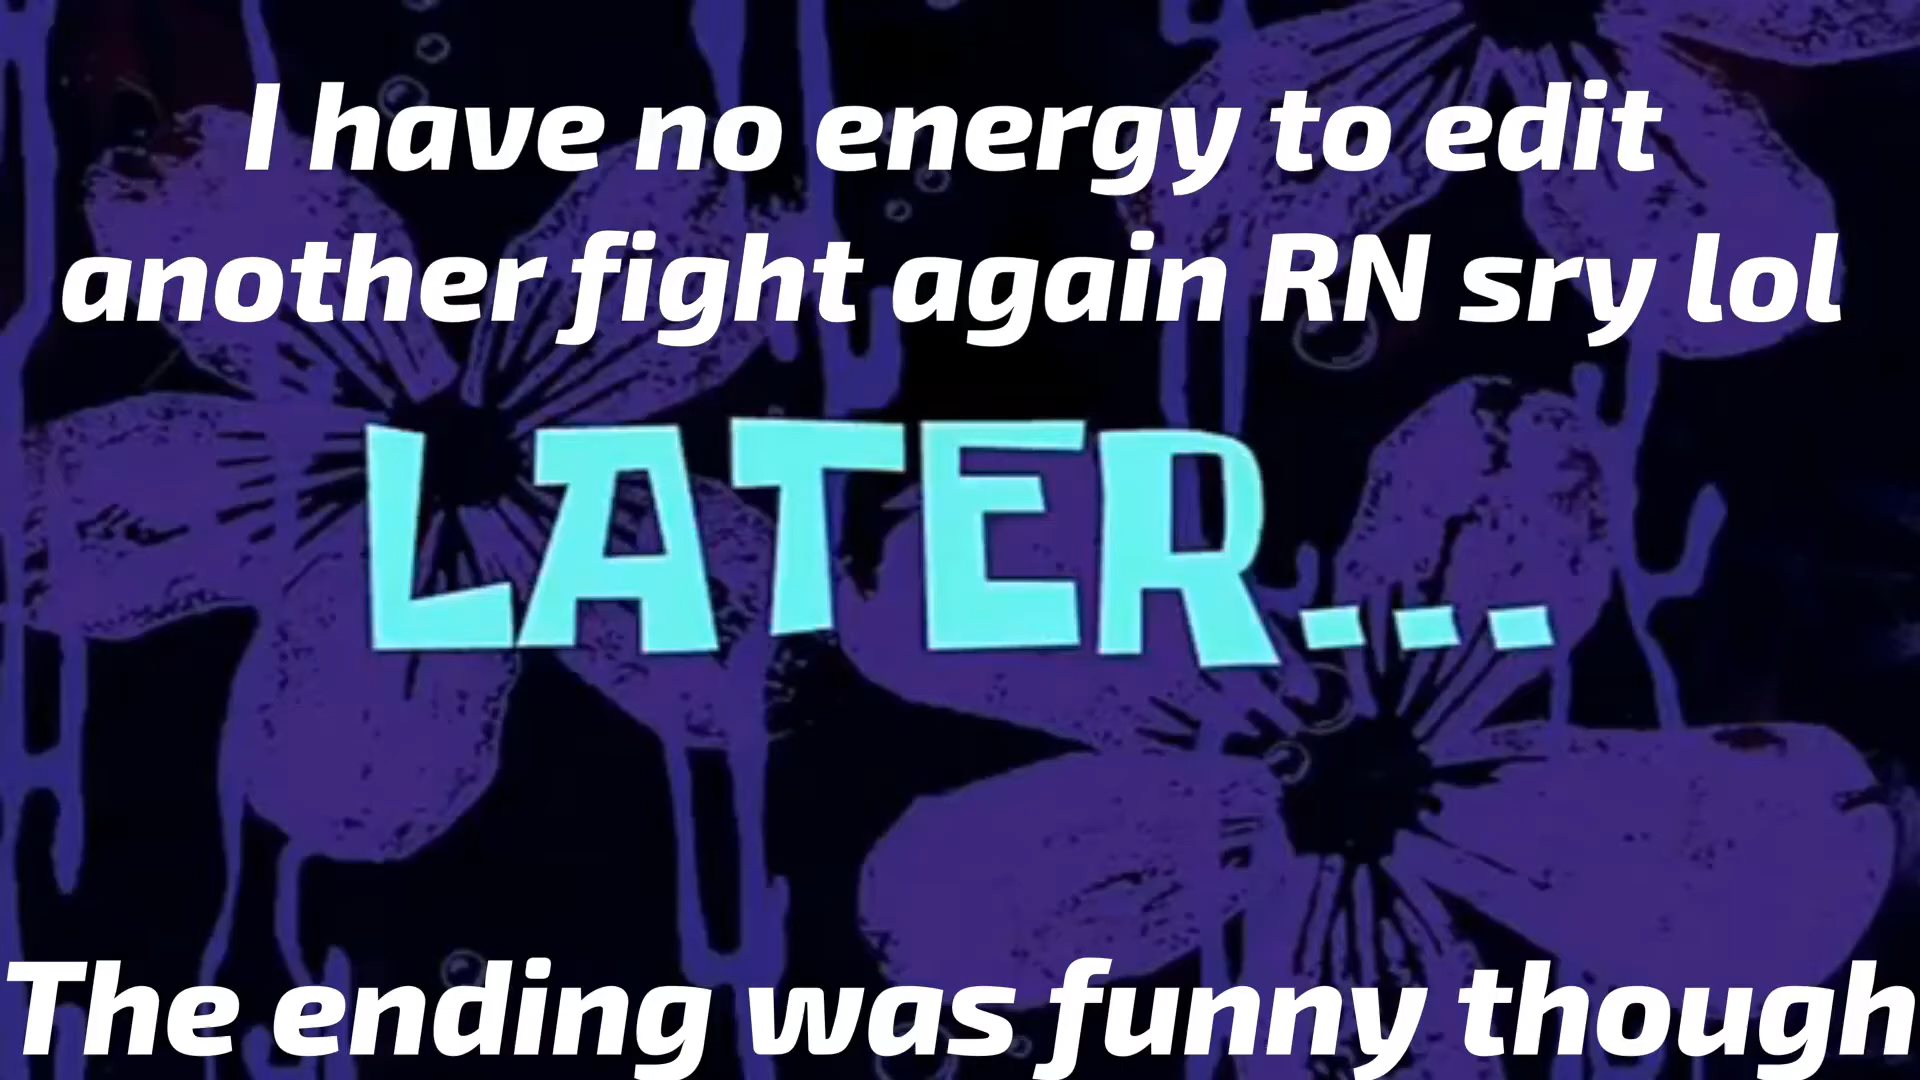 I have no energy to edit
another fight again RN sry lol
LATER...
The ending was funny though